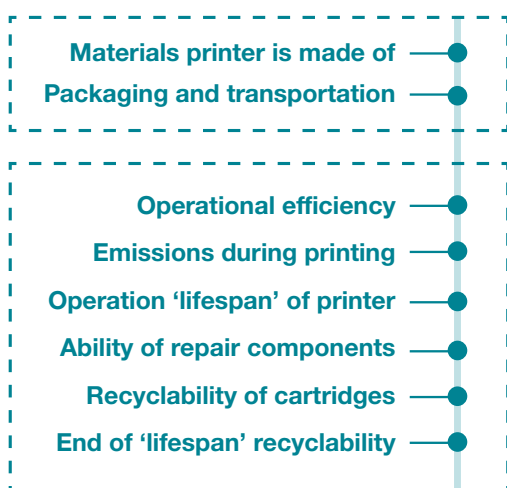 Materials printer is made of
Packaging and transportation
Operational efficiency
Emissions during printing
Operation ‘lifespan’ of printer
Ability of repair components
Recyclability of cartridges
End of ‘lifespan’ recyclability